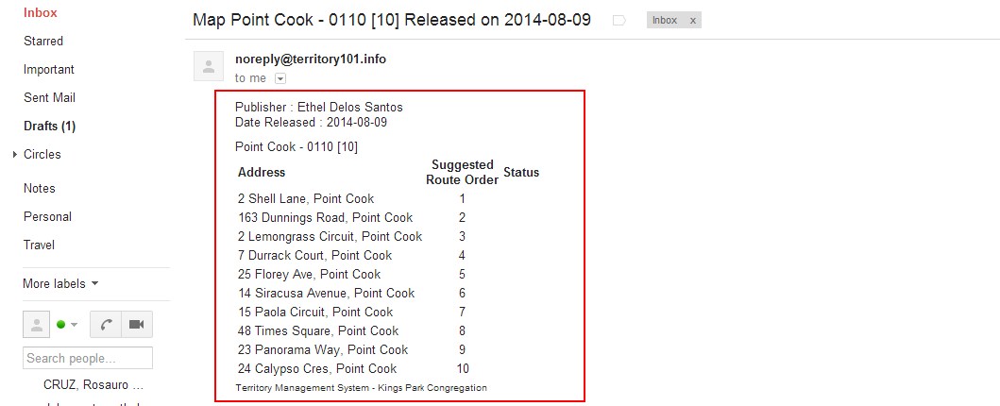 Inbox
Starred
Important
Sent Mail
Drafts (1)
Circles
Notes
Personal
Travel
More labels
Search people...
CRUZ, Rosauro ...
Map Point Cook - 0110 [10] Released on 2014-08-09
Inbox x
noreply@territory101.info
to me
Publisher : Ethel Delos Santos
Date Released : 2014-08-09
Point Cook - 0110 [10]
Address Suggested Route Order Status
2 Shell Lane, Point Cook 1
163 Dunnings Road, Point Cook 2
2 Lemongrass Circuit, Point Cook 3
7 Durrack Court, Point Cook 4
25 Florey Ave, Point Cook 5
14 Siracusa Avenue, Point Cook 6
15 Paola Circuit, Point Cook 7
48 Times Square, Point Cook 8
23 Panorama Way, Point Cook 9
24 Calypso Cres, Point Cook 10
Territory Management System - Kings Park Congregation